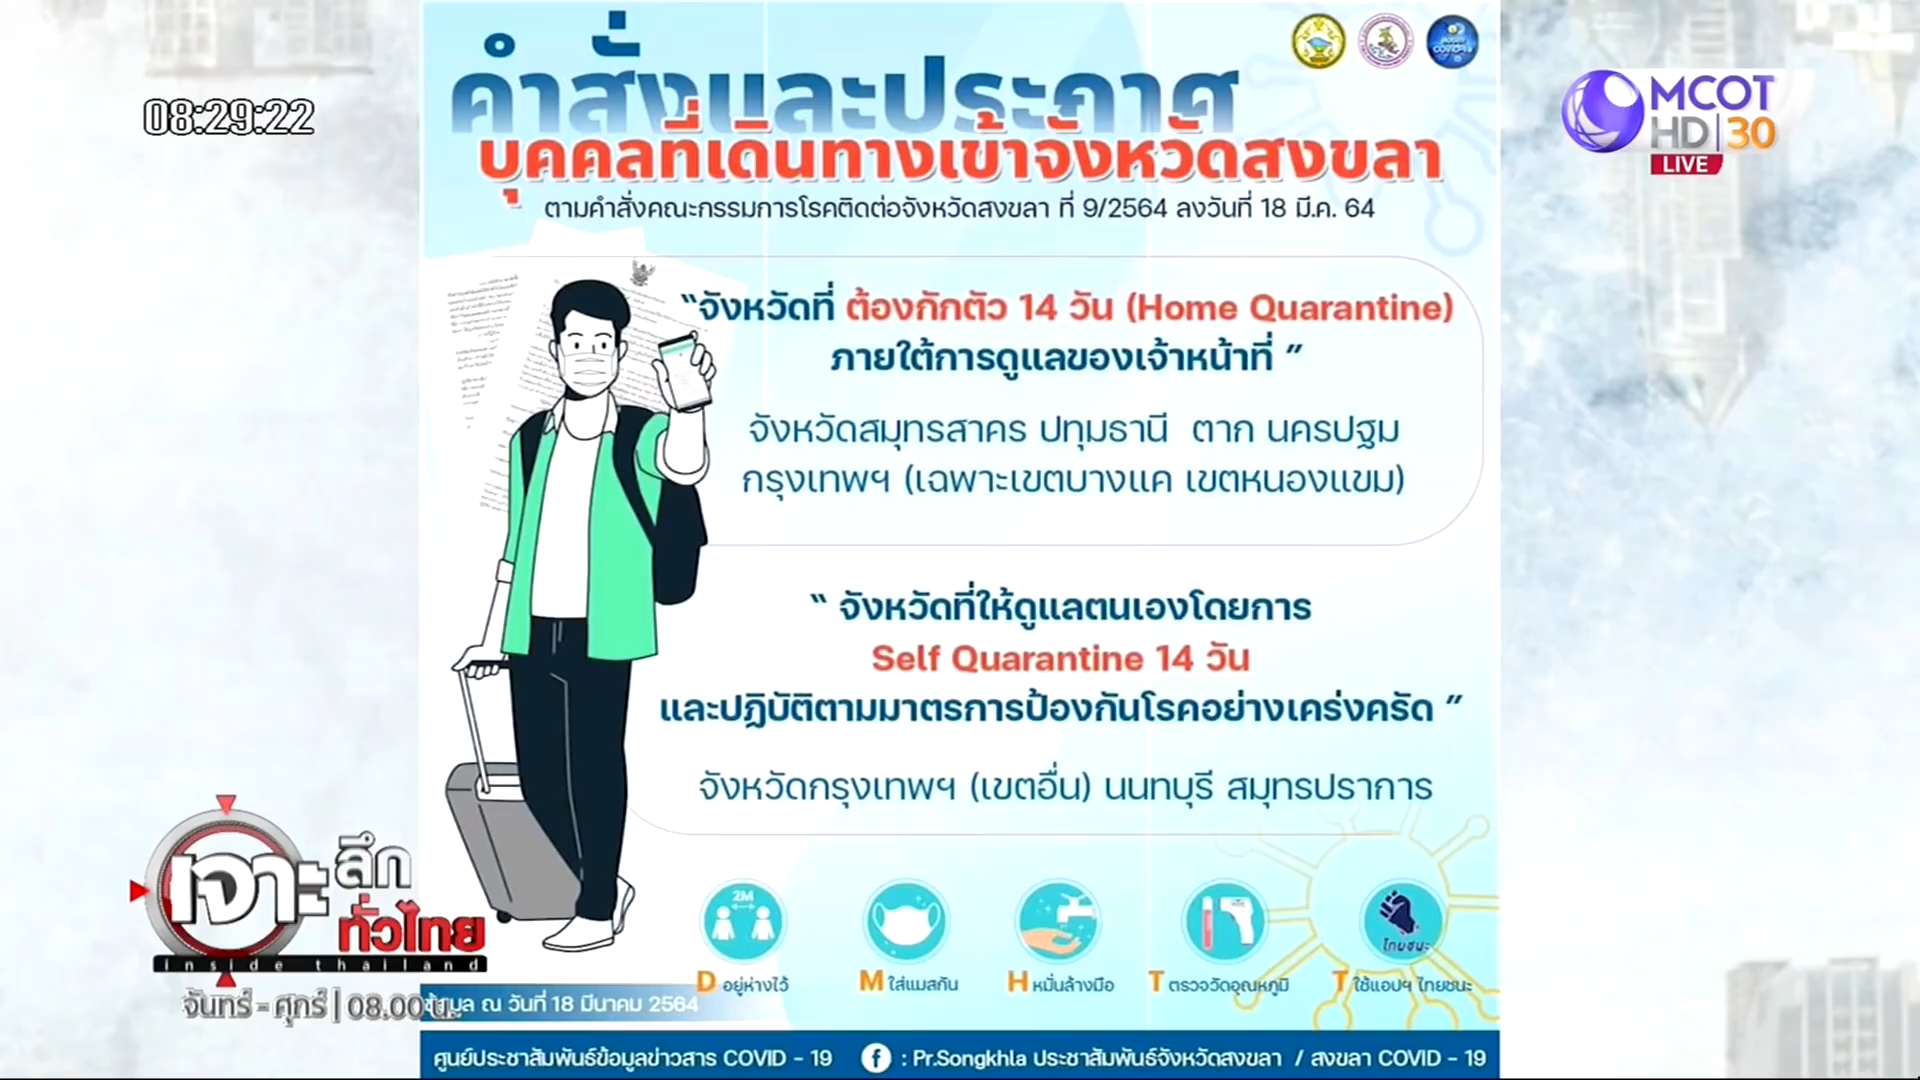 08:29:22
MCOT
HD 30
LIVE
สงขลา
COVID-19
คำสั่งและประกาศ
บุคคลที่เดินทางเข้าจังหวัดสงขลา
ตามคำสั่งคณะกรรมการโรคติดต่อจังหวัดสงขลา ที่ 9/2564 ลงวันที่ 18 มี.ค. 64
“จังหวัดที่ ต้องกักตัว 14 วัน (Home Quarantine)
ภายใต้การดูแลของเจ้าหน้าที่ ”
จังหวัดสมุทรสาคร ปทุมธานี ตาก นครปฐม
กรุงเทพฯ (เฉพาะเขตบางแค เขตหนองแขม)
“ จังหวัดที่ให้ดูแลตนเองโดยการ
Self Quarantine 14 วัน
และปฏิบัติตามมาตรการป้องกันโรคอย่างเคร่งครัด ”
จังหวัดกรุงเทพฯ (เขตอื่น) นนทบุรี สมุทรปราการ
2M
ไทยชนะ
D อยู่ห่างไว้
M ใส่แมสกัน
H หมั่นล้างมือ
T ตรวจวัดอุณหภูมิ
T ใช้แอปฯ ไทยชนะ
เจาะลึก
ทั่วไทย
inside thailand
จันทร์ - ศุกร์ | 08.00 น.
ข้อมูล ณ วันที่ 18 มีนาคม 2564
ศูนย์ประชาสัมพันธ์ข้อมูลข่าวสาร COVID - 19
f : Pr.Songkhla ประชาสัมพันธ์จังหวัดสงขลา / สงขลา COVID - 19